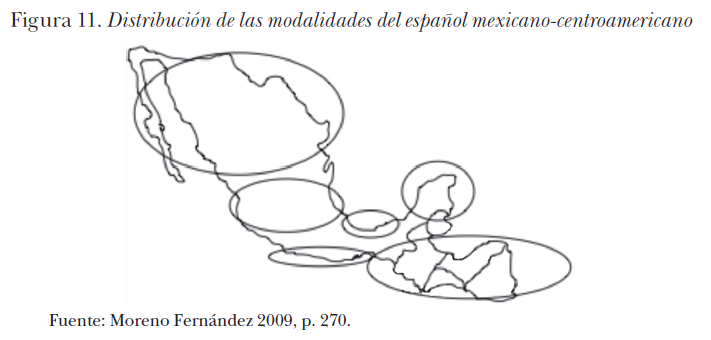 Figura 11. Distribución de las modalidades del español mexicano-centroamericano
Fuente: Moreno Fernández 2009, p. 270.